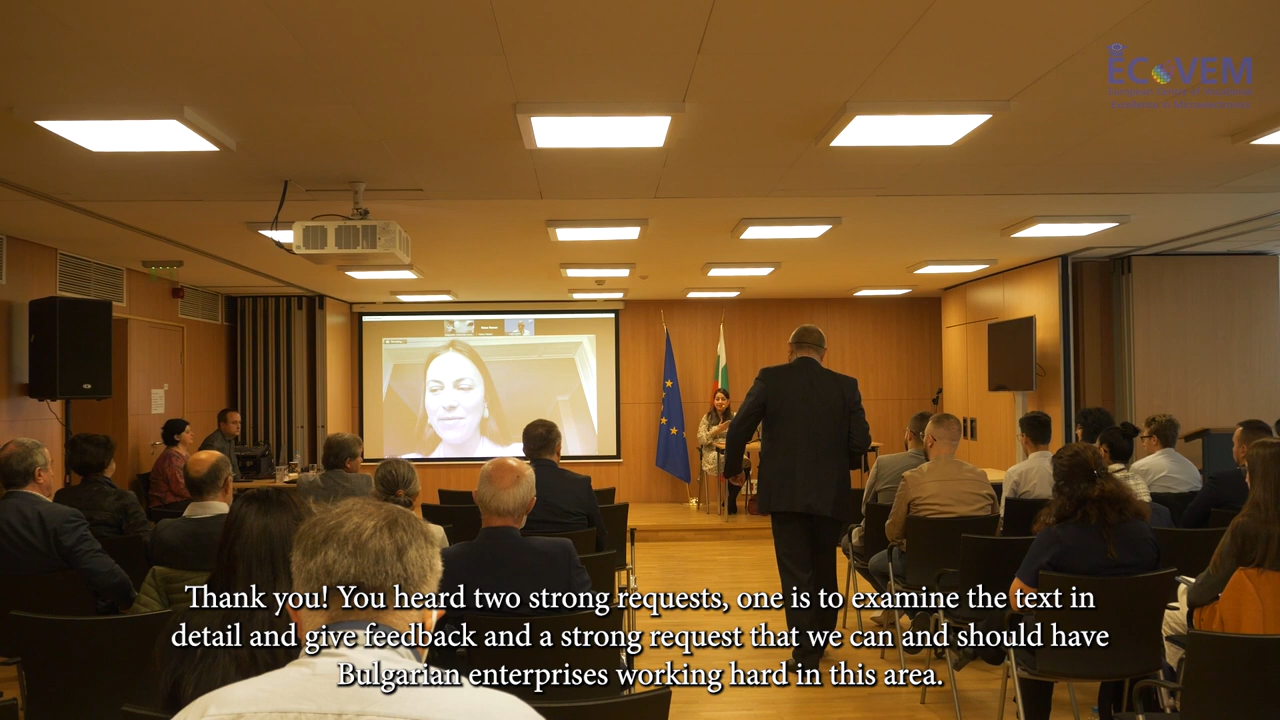 ECOVEM
Thank you! You heard two strong requests, one is to examine the text in
detail and give feedback and a strong request that we can and should have
Bulgarian enterprises working hard in this area.